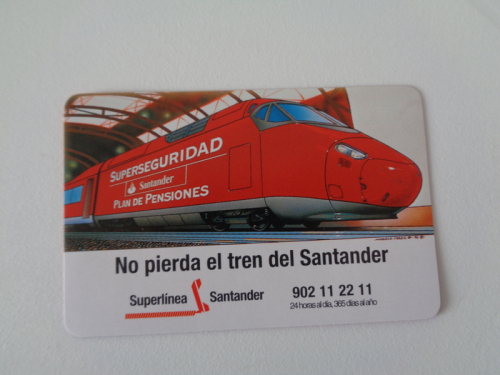 SUPERSEGURIDAD
Santander
PLAN DE PENSIONES
No pierda el tren del Santander
Superlínea Santander 902 11 22 11
24 horas al día, 365 días al año